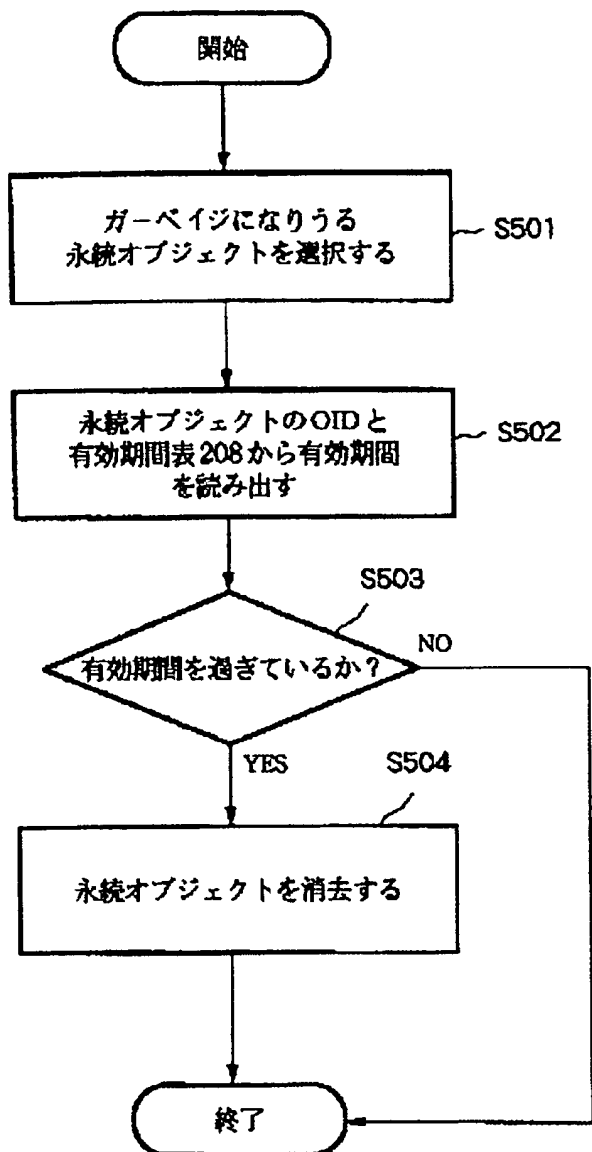 開始
ガーベイジになりうる
永続オブジェクトを選択する
S501
永続オブジェクトのOIDと
有効期間表208から有効期間
を読み出す
S502
S503
有効期間を過ぎているか？
NO
YES
S504
永続オブジェクトを消去する
終了